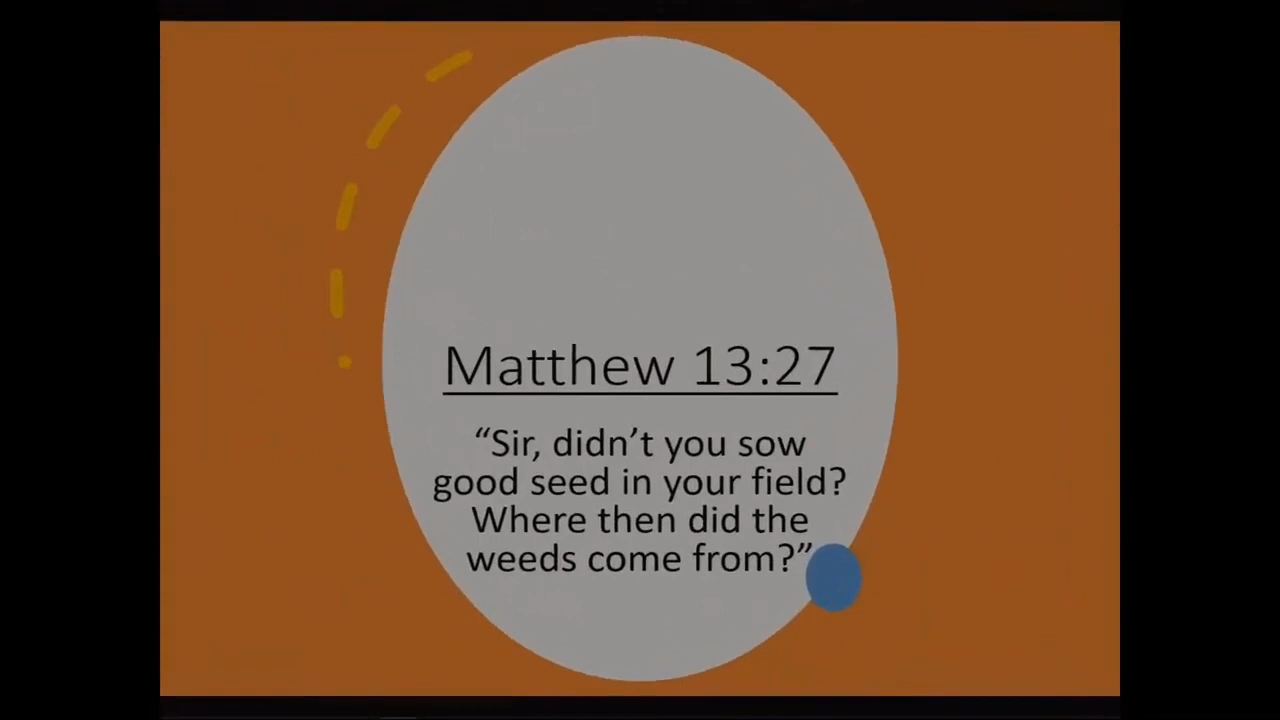 Matthew 13:27
“Sir, didn’t you sow
good seed in your field?
Where then did the
weeds come from?”